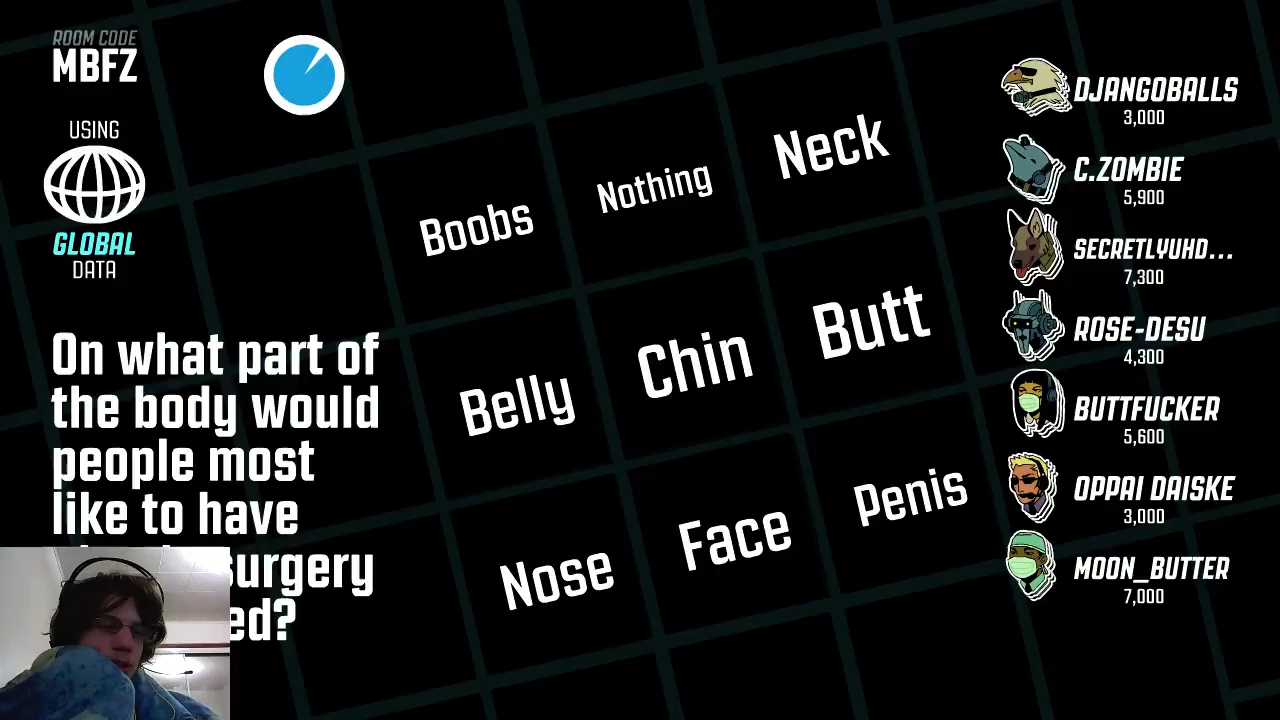 ROOM CODE
MBFZ
USING
GLOBAL
DATA
On what part of
the body would
people most
like to have
surgery
ed?
Boobs
Nothing
Neck
Belly
Chin
Butt
Nose
Face
Penis
DJANGOBALLS
3,000
C.ZOMBIE
5,900
SECRETLYUHD...
7,300
ROSE-DESU
4,300
BUTTFUCKER
5,600
OPPAI DAISKE
3,000
MOON_BUTTER
7,000